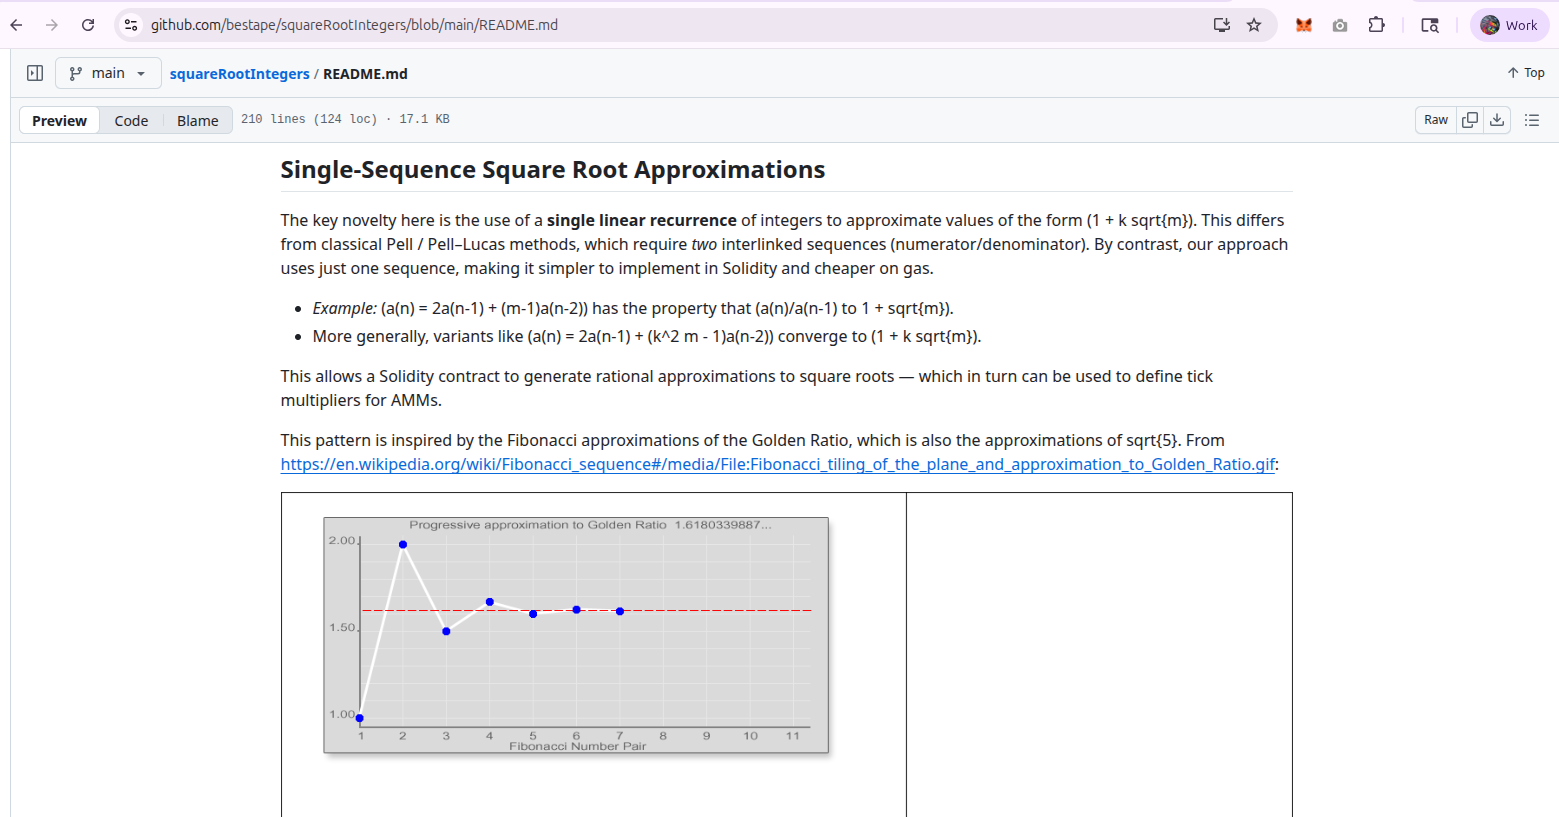 github.com/bestape/squareRootIntegers/blob/main/README.md
Work
main
squareRootIntegers / README.md
Top
Preview
Code
Blame
210 lines (124 loc) · 17.1 KB
Raw
Single-Sequence Square Root Approximations
The key novelty here is the use of a single linear recurrence of integers to approximate values of the form (1 + k sqrt{m}). This differs
from classical Pell / Pell–Lucas methods, which require two interlinked sequences (numerator/denominator). By contrast, our approach
uses just one sequence, making it simpler to implement in Solidity and cheaper on gas.
• Example: (a(n) = 2a(n-1) + (m-1)a(n-2)) has the property that (a(n)/a(n-1) to 1 + sqrt{m}).
• More generally, variants like (a(n) = 2a(n-1) + (k^2 m - 1)a(n-2)) converge to (1 + k sqrt{m}).
This allows a Solidity contract to generate rational approximations to square roots — which in turn can be used to define tick
multipliers for AMMs.
This pattern is inspired by the Fibonacci approximations of the Golden Ratio, which is also the approximations of sqrt{5}. From
https://en.wikipedia.org/wiki/Fibonacci_sequence#/media/File:Fibonacci_tiling_of_the_plane_and_approximation_to_Golden_Ratio.gif:
Progressive approximation to Golden Ratio 1.6180339887...
2.00
1.50
1.00
1 2 3 4 5 6 7 8 9 10 11
Fibonacci Number Pair